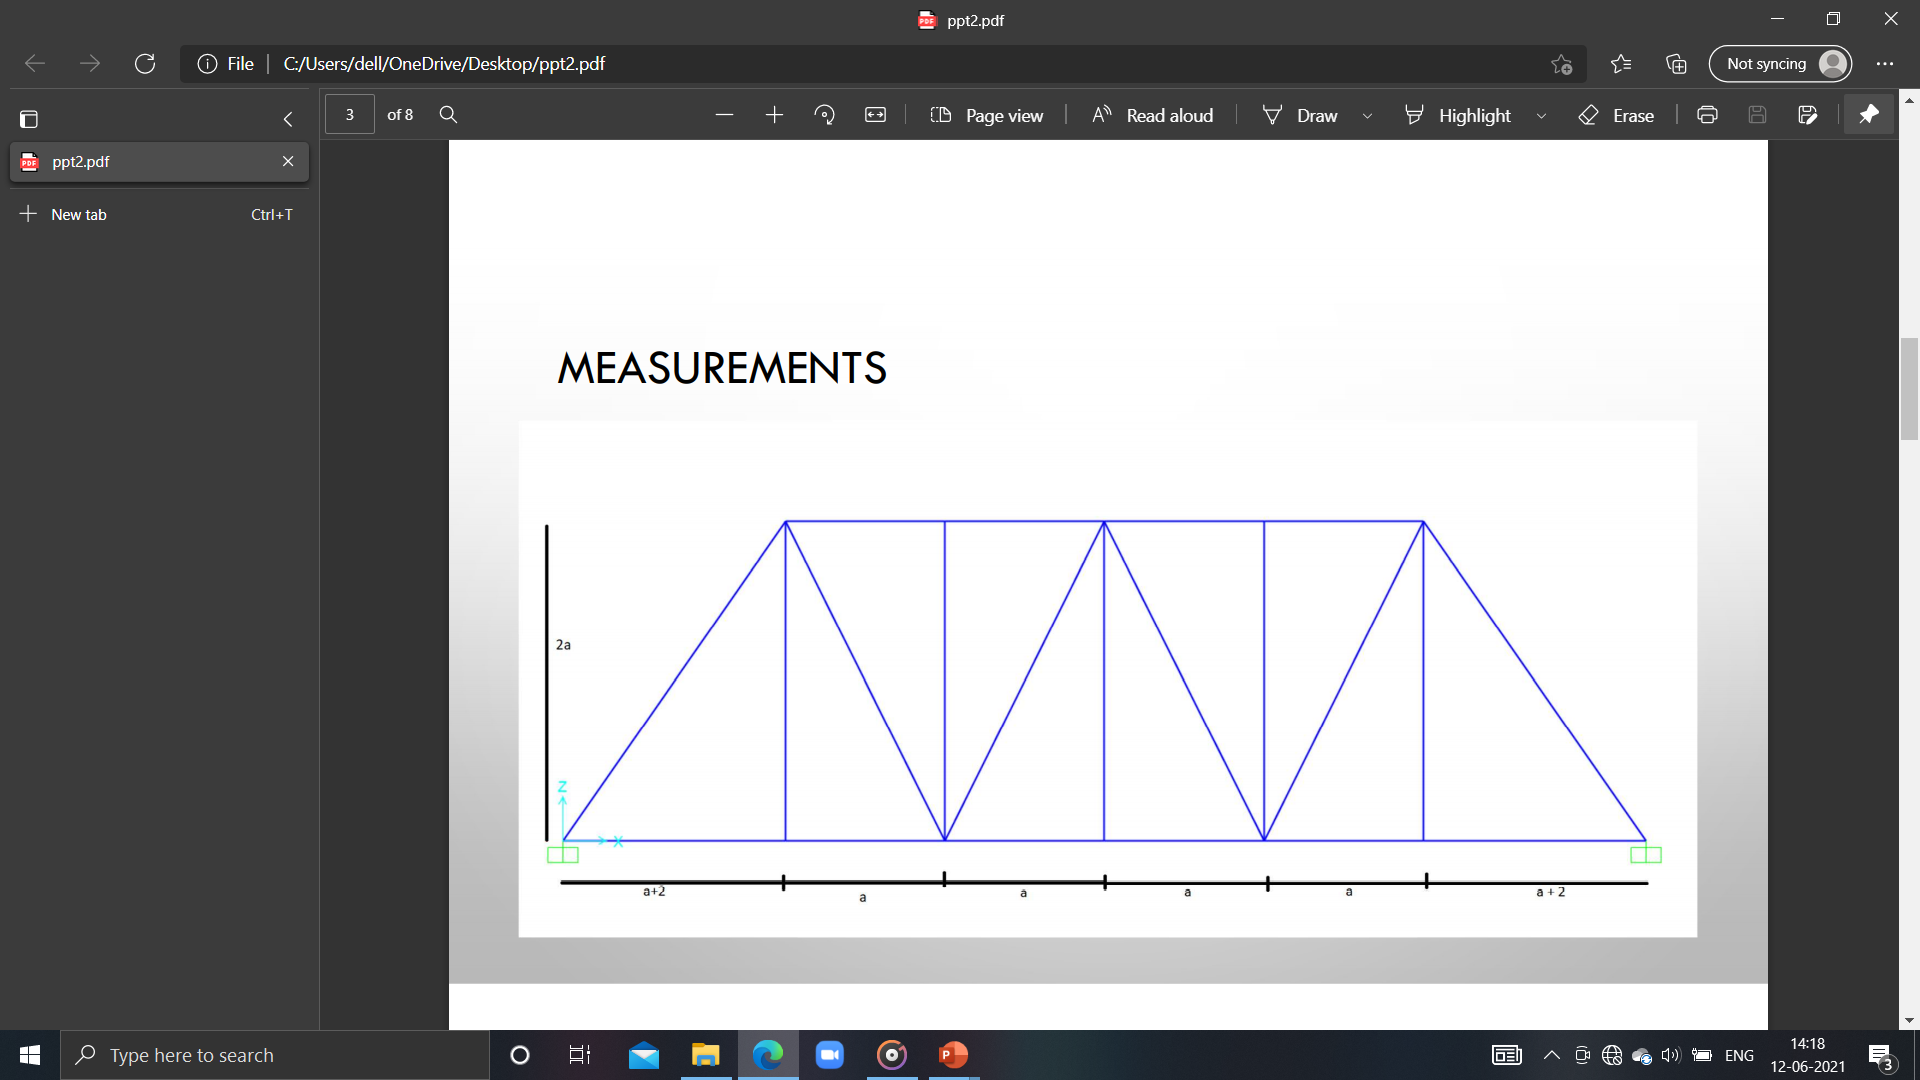 ppt2.pdf
File
C:/Users/dell/OneDrive/Desktop/ppt2.pdf
Not syncing
3
of 8
Page view
Read aloud
Draw
Highlight
Erase
ppt2.pdf
New tab
Ctrl+T
MEASUREMENTS
2a
Z
X
a+2
a
a
a
a
a + 2
Type here to search
ENG
14:18
12-06-2021
3